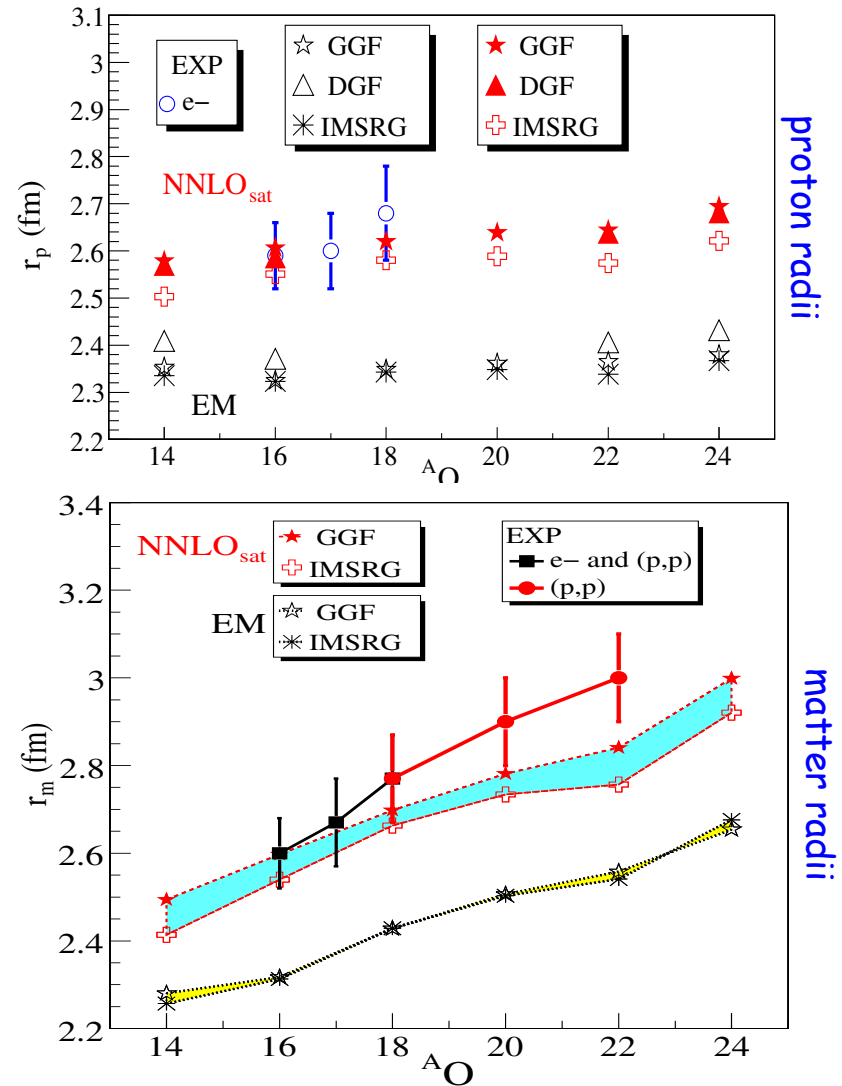 3.1
3
2.9
2.8
2.7
2.6
2.5
2.4
2.3
2.2
r_p (fm)
EXP
e−
GGF
DGF
IMSRG
GGF
DGF
IMSRG
NNLO_sat
EM
14 16 18 20 22 24
^A O
proton radii
3.4
3.2
3
2.8
2.6
2.4
2.2
r_m (fm)
NNLO_sat
GGF
IMSRG
EM
GGF
IMSRG
EXP
e− and (p,p)
(p,p)
14 16 18 20 22 24
^A O
matter radii